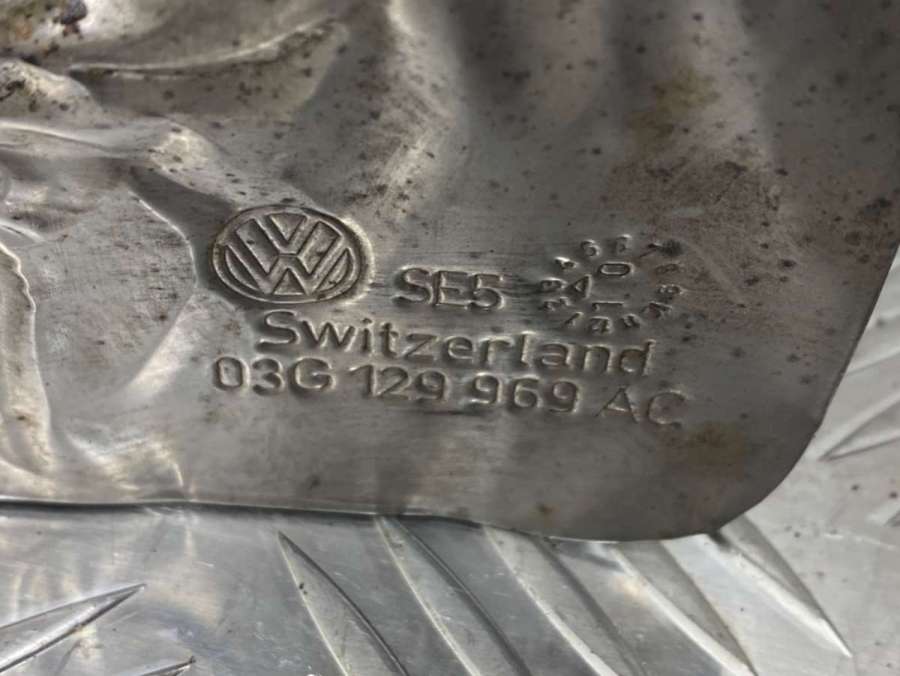 SE5
Switzerland
03G 129 969 AC